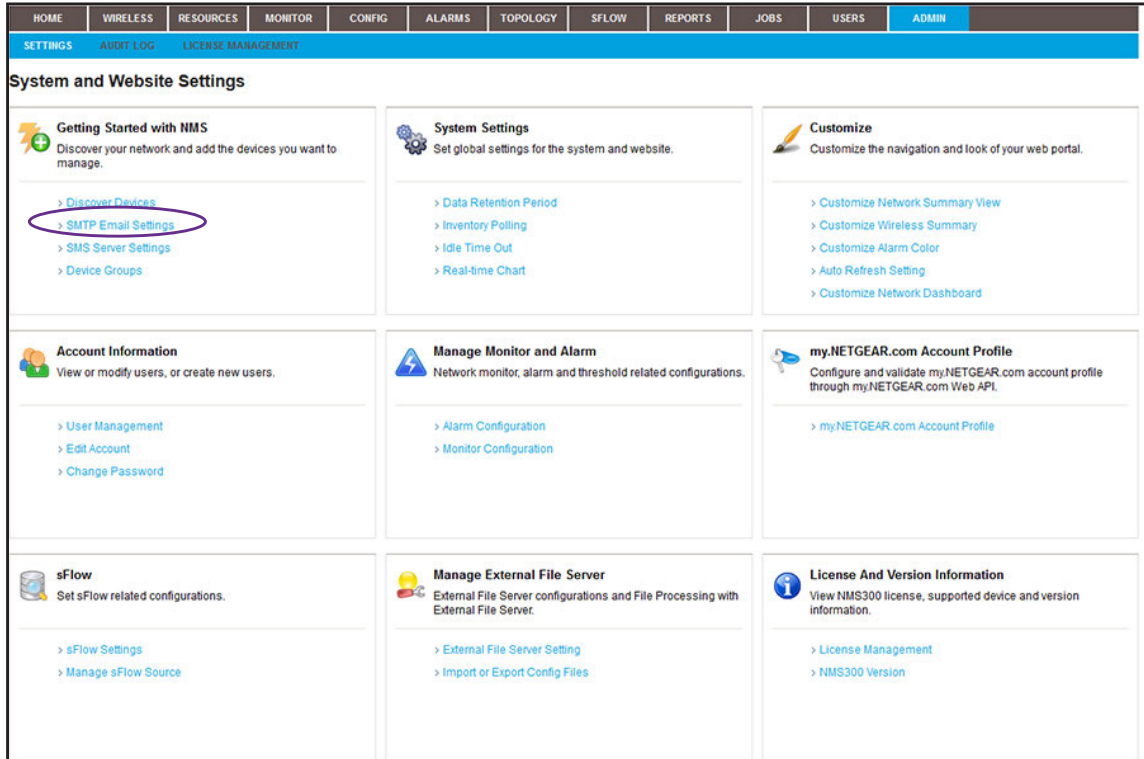 HOME WIRELESS RESOURCES MONITOR CONFIG ALARMS TOPOLOGY SFLOW REPORTS JOBS USERS ADMIN
SETTINGS AUDIT LOG LICENSE MANAGEMENT
System and Website Settings
Getting Started with NMS
Discover your network and add the devices you want to
manage.
> Discover Devices
> SMTP Email Settings
> SMS Server Settings
> Device Groups
System Settings
Set global settings for the system and website.
> Data Retention Period
> Inventory Polling
> Idle Time Out
> Real-time Chart
Customize
Customize the navigation and look of your web portal.
> Customize Network Summary View
> Customize Wireless Summary
> Customize Alarm Color
> Auto Refresh Setting
> Customize Network Dashboard
Account Information
View or modify users, or create new users.
> User Management
> Edit Account
> Change Password
Manage Monitor and Alarm
Network monitor, alarm and threshold related configurations.
> Alarm Configuration
> Monitor Configuration
my.NETGEAR.com Account Profile
Configure and validate my.NETGEAR.com account profile
through my.NETGEAR.com Web API.
> my.NETGEAR.com Account Profile
sFlow
Set sFlow related configurations.
> sFlow Settings
> Manage sFlow Source
Manage External File Server
External File Server configurations and File Processing with
External File Server.
> External File Server Setting
> Import or Export Config Files
License And Version Information
View NMS300 license, supported device and version
information.
> License Management
> NMS300 Version